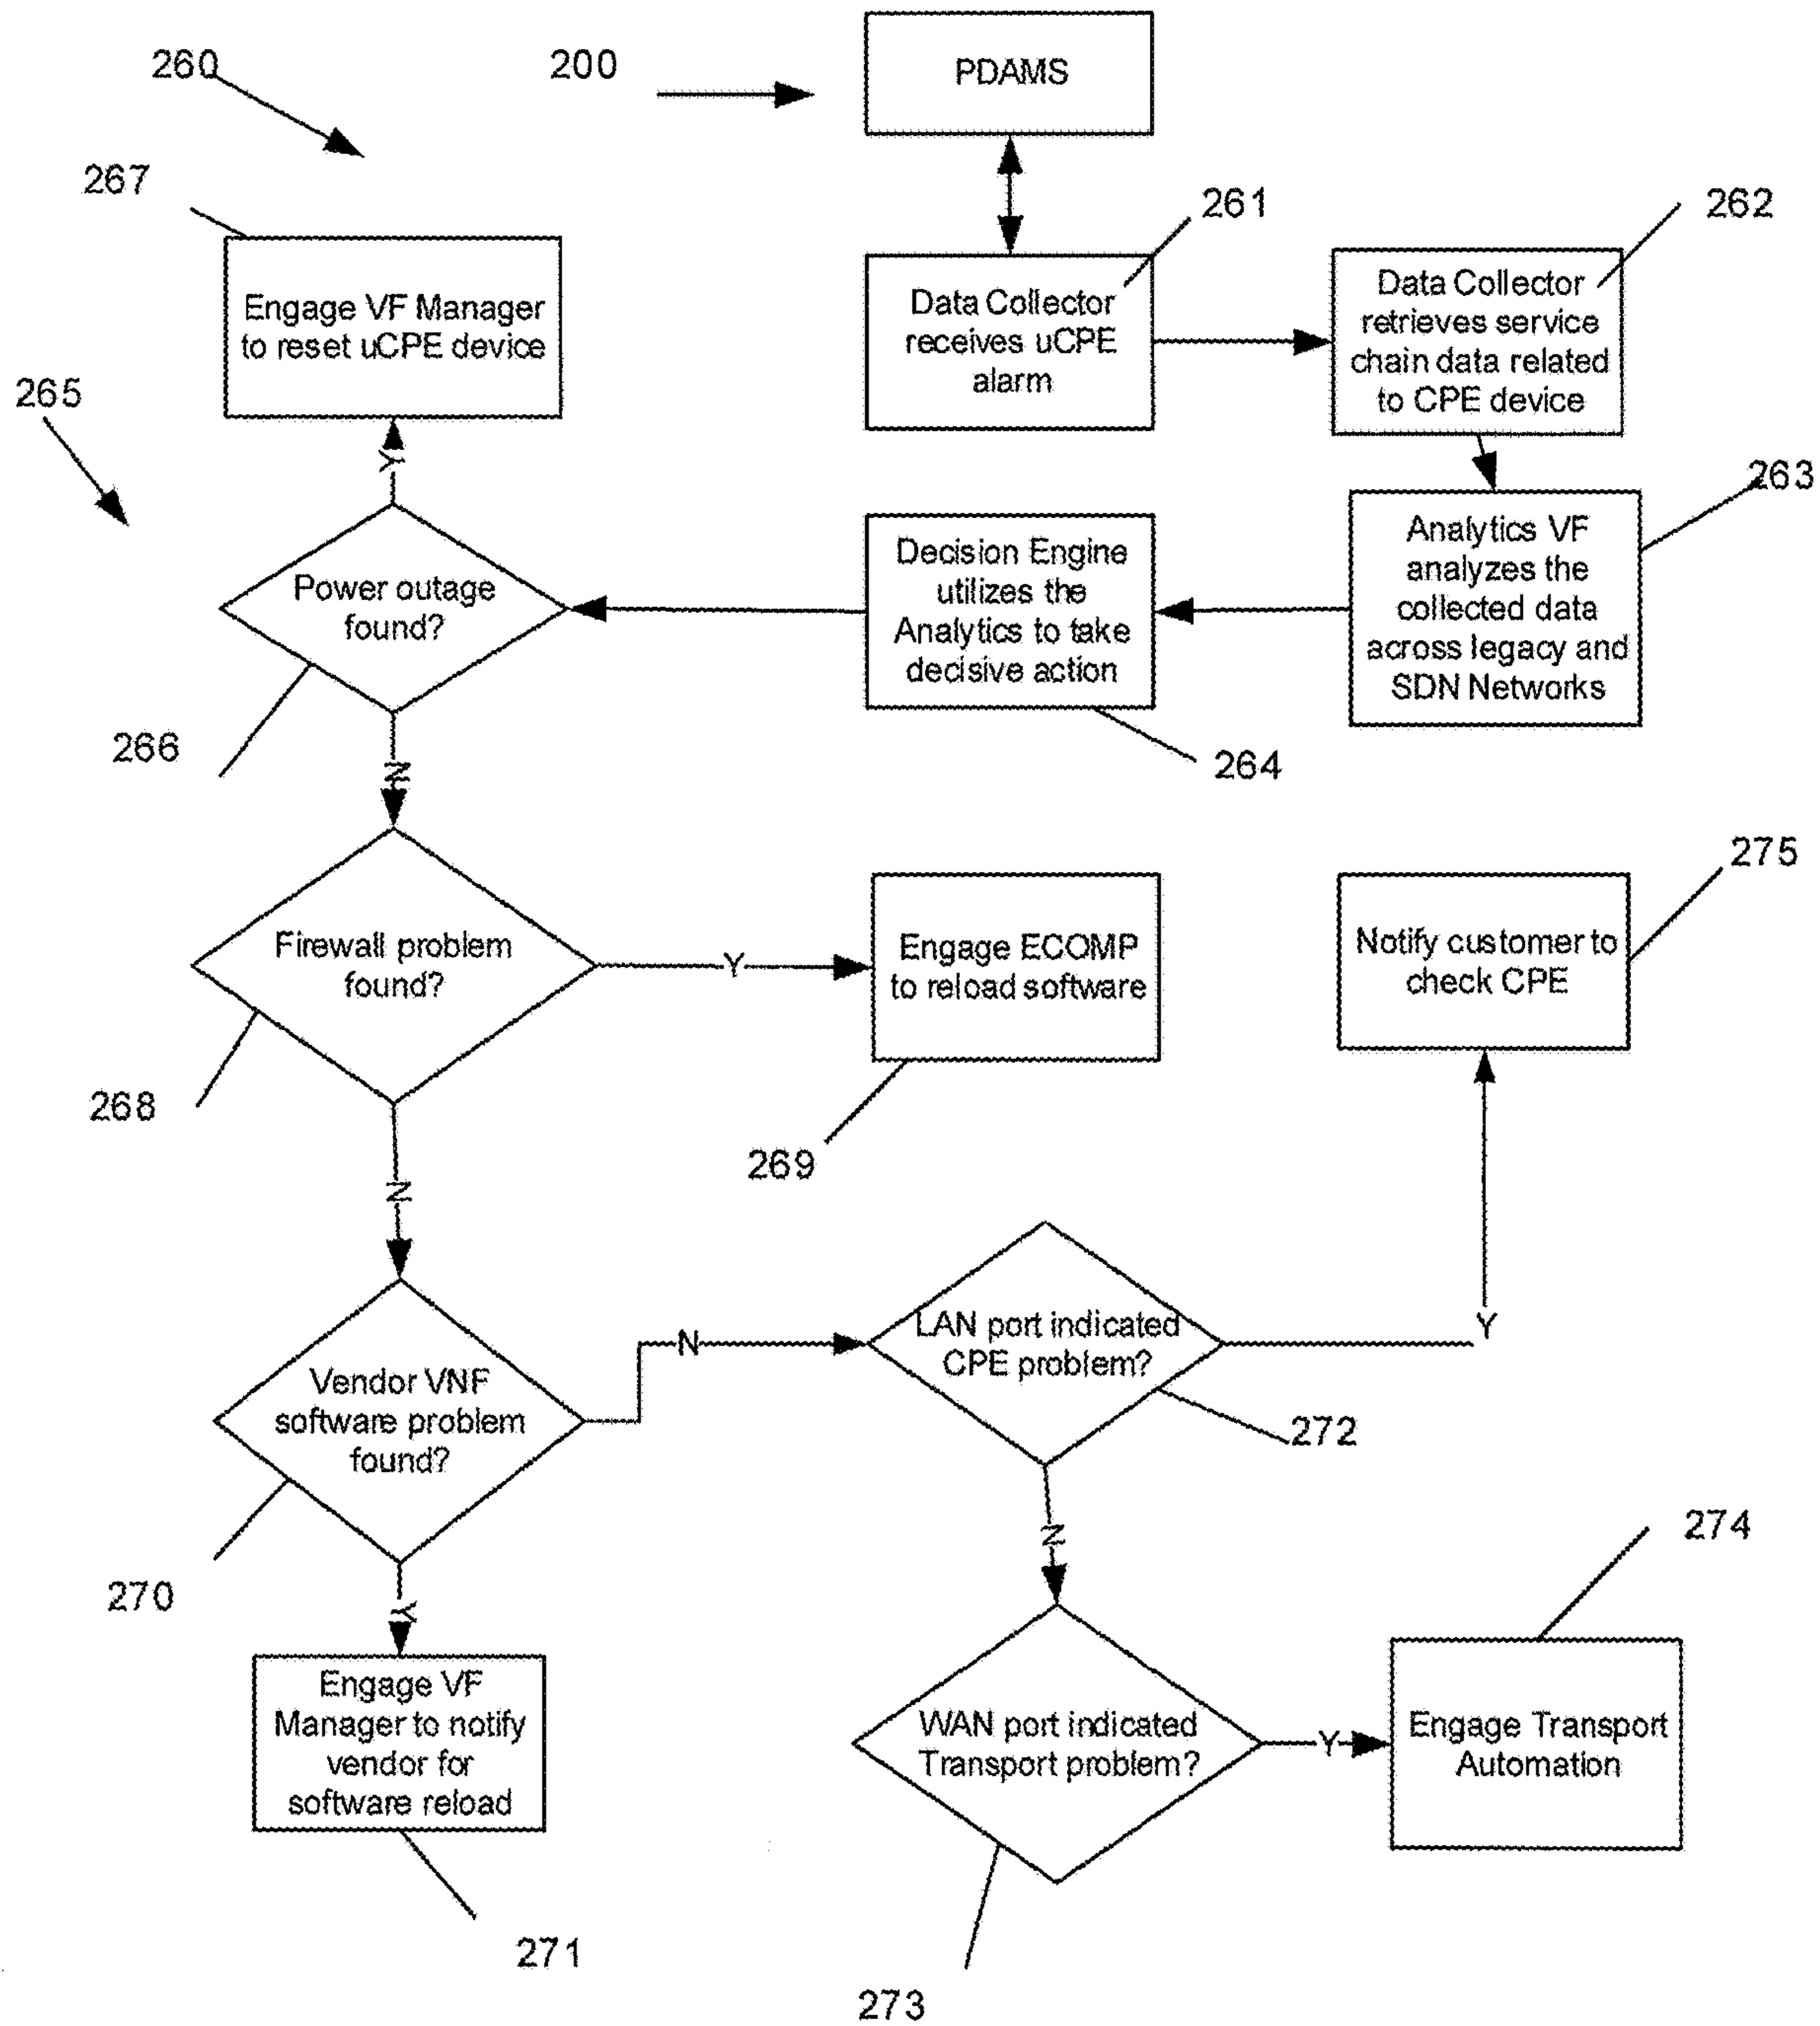 260
200
PDAMS
267
261
262
Engage VF Manager
to reset uCPE device
Data Collector
receives uCPE
alarm
Data Collector
retrieves service
chain data related
to CPE device
265
Y
263
Power outage
found?
Decision Engine
utilizes the
Analytics to take
decisive action
Analytics VF
analyzes the
collected data
across legacy and
SDN Networks
266
N
264
275
Firewall problem
found?
Y
Engage ECOMP
to reload software
Notify customer to
check CPE
268
269
N
LAN port indicated
CPE problem?
Y
N
Vendor VNF
software problem
found?
272
270
N
274
Y
Engage VF
Manager to notify
vendor for
software reload
WAN port indicated
Transport problem?
Y
Engage Transport
Automation
271
273